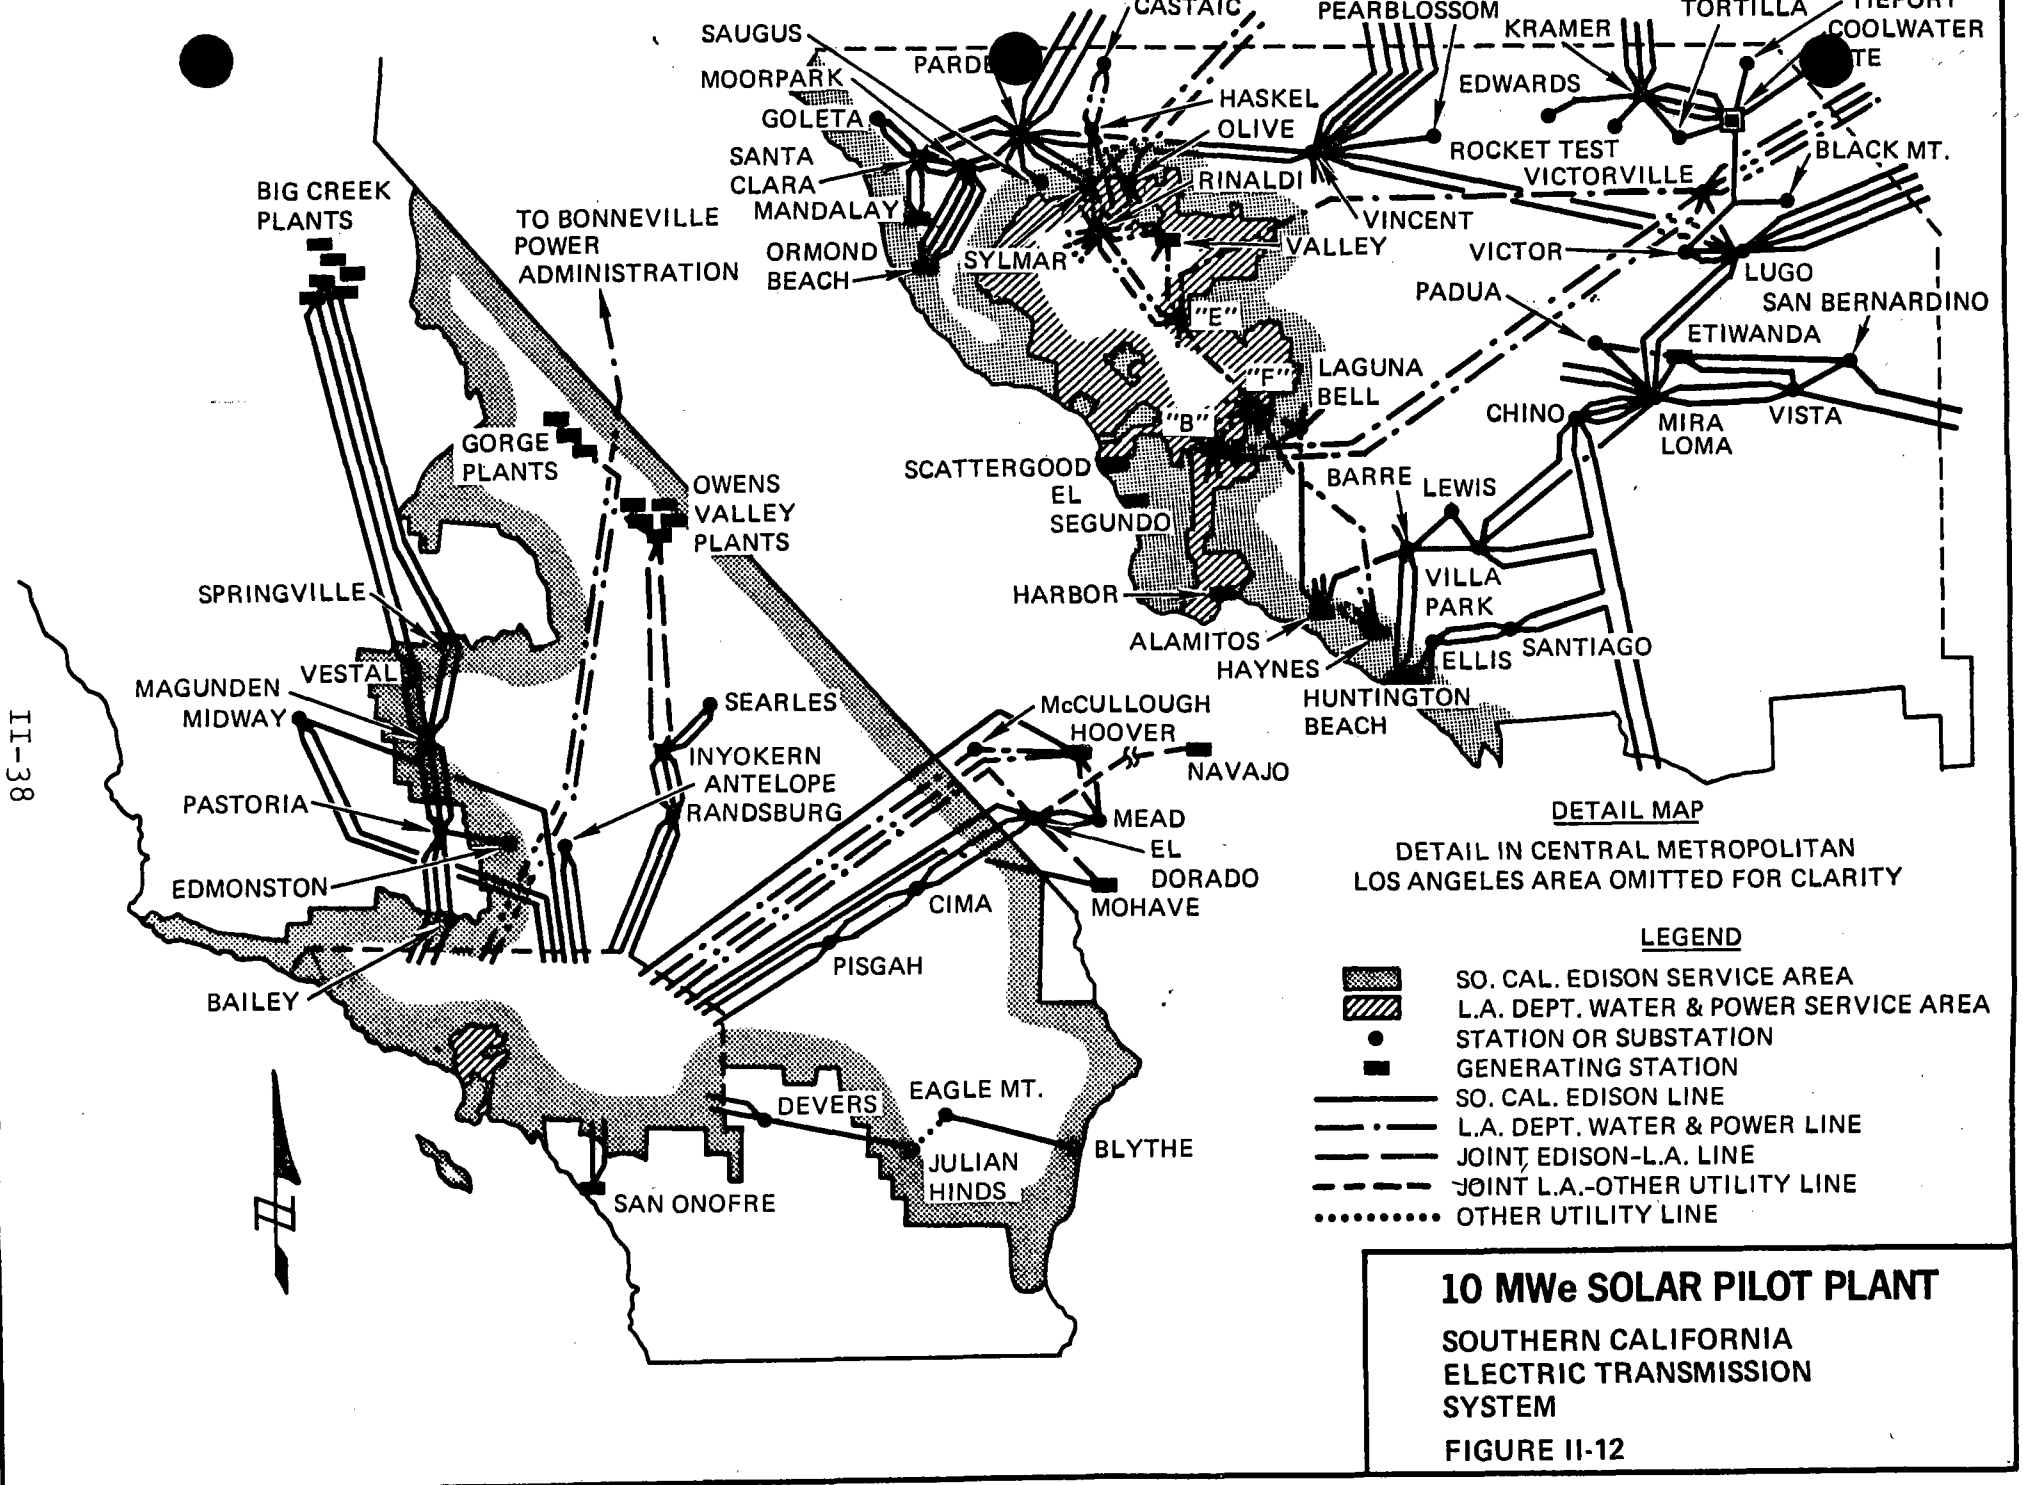 CASTAIC
PEARBLOSSOM
TORTILLA
KRAMER
COOLWATER
SAUGUS
MOORPARK
GOLETA
HASKEL
OLIVE
EDWARDS
SANTA
CLARA
MANDALAY
RINALDI
ROCKET TEST
VICTORVILLE
BLACK MT.
BIG CREEK
PLANTS
TO BONNEVILLE
POWER
ADMINISTRATION
ORMOND
BEACH
SYLMAR
VINCENT
VALLEY
VICTOR
LUGO
PADUA
SAN BERNARDINO
"E"
ETIWANDA
"F"
LAGUNA
BELL
"B"
CHINO
MIRA
LOMA
VISTA
GORGE
PLANTS
OWENS
VALLEY
PLANTS
SCATTERGOOD
EL
SEGUNDO
BARRE
LEWIS
SPRINGVILLE
HARBOR
VILLA
PARK
ALAMITOS
HAYNES
ELLIS
SANTIAGO
HUNTINGTON
BEACH
VESTAL
MAGUNDEN
MIDWAY
SEARLES
McCULLOUGH
HOOVER
NAVAJO
INYOKERN
ANTELOPE
RANDSBURG
PASTORIA
MEAD
EL
DORADO
MOHAVE
EDMONSTON
CIMA
PISGAH
BAILEY
DEVERS
EAGLE MT.
JULIAN
HINDS
BLYTHE
SAN ONOFRE
II-38
DETAIL MAP
DETAIL IN CENTRAL METROPOLITAN
LOS ANGELES AREA OMITTED FOR CLARITY
LEGEND
SO. CAL. EDISON SERVICE AREA
L.A. DEPT. WATER & POWER SERVICE AREA
STATION OR SUBSTATION
GENERATING STATION
SO. CAL. EDISON LINE
L.A. DEPT. WATER & POWER LINE
JOINT EDISON-L.A. LINE
JOINT L.A.-OTHER UTILITY LINE
OTHER UTILITY LINE
10 MWe SOLAR PILOT PLANT
SOUTHERN CALIFORNIA
ELECTRIC TRANSMISSION
SYSTEM
FIGURE II-12